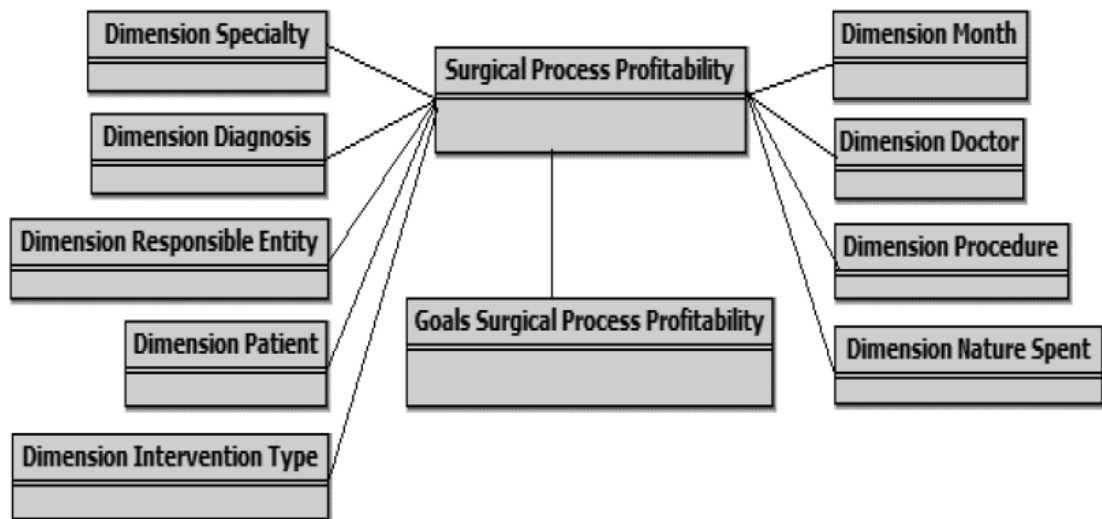 Dimension Specialty
Dimension Diagnosis
Dimension Responsible Entity
Dimension Patient
Dimension Intervention Type
Surgical Process Profitability
Goals Surgical Process Profitability
Dimension Month
Dimension Doctor
Dimension Procedure
Dimension Nature Spent